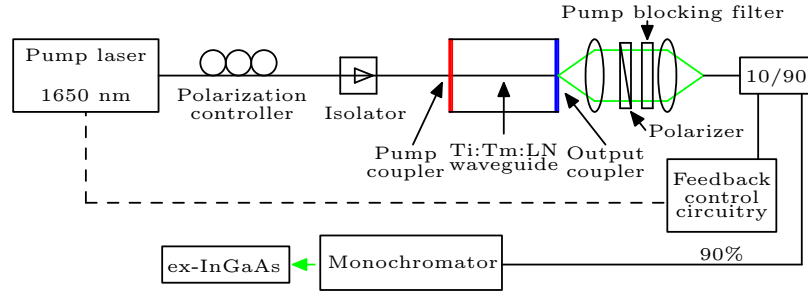 Pump blocking filter
Pump laser
1650 nm
Polarization
controller
Isolator
10/90
Polarizer
Pump
coupler
Ti:Tm:LN
waveguide
Output
coupler
Feedback
control
circuitry
90%
ex-InGaAs
Monochromator